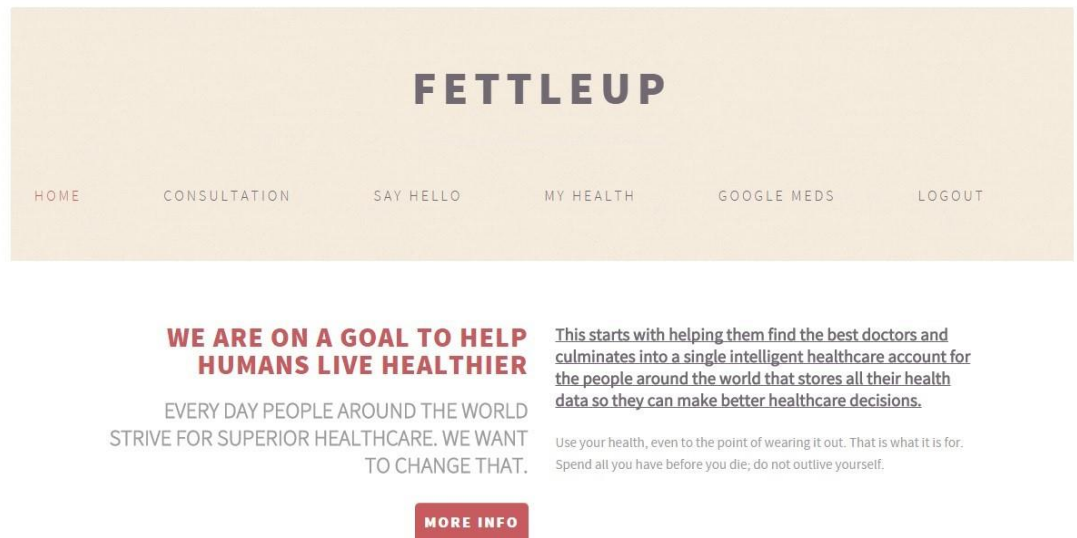 FETTLEUP
HOME CONSULTATION SAY HELLO MY HEALTH GOOGLE MEDS LOGOUT
WE ARE ON A GOAL TO HELP
HUMANS LIVE HEALTHIER
EVERY DAY PEOPLE AROUND THE WORLD
STRIVE FOR SUPERIOR HEALTHCARE. WE WANT
TO CHANGE THAT.
MORE INFO
This starts with helping them find the best doctors and
culminates into a single intelligent healthcare account for
the people around the world that stores all their health
data so they can make better healthcare decisions.
Use your health, even to the point of wearing it out. That is what it is for.
Spend all you have before you die; do not outlive yourself.